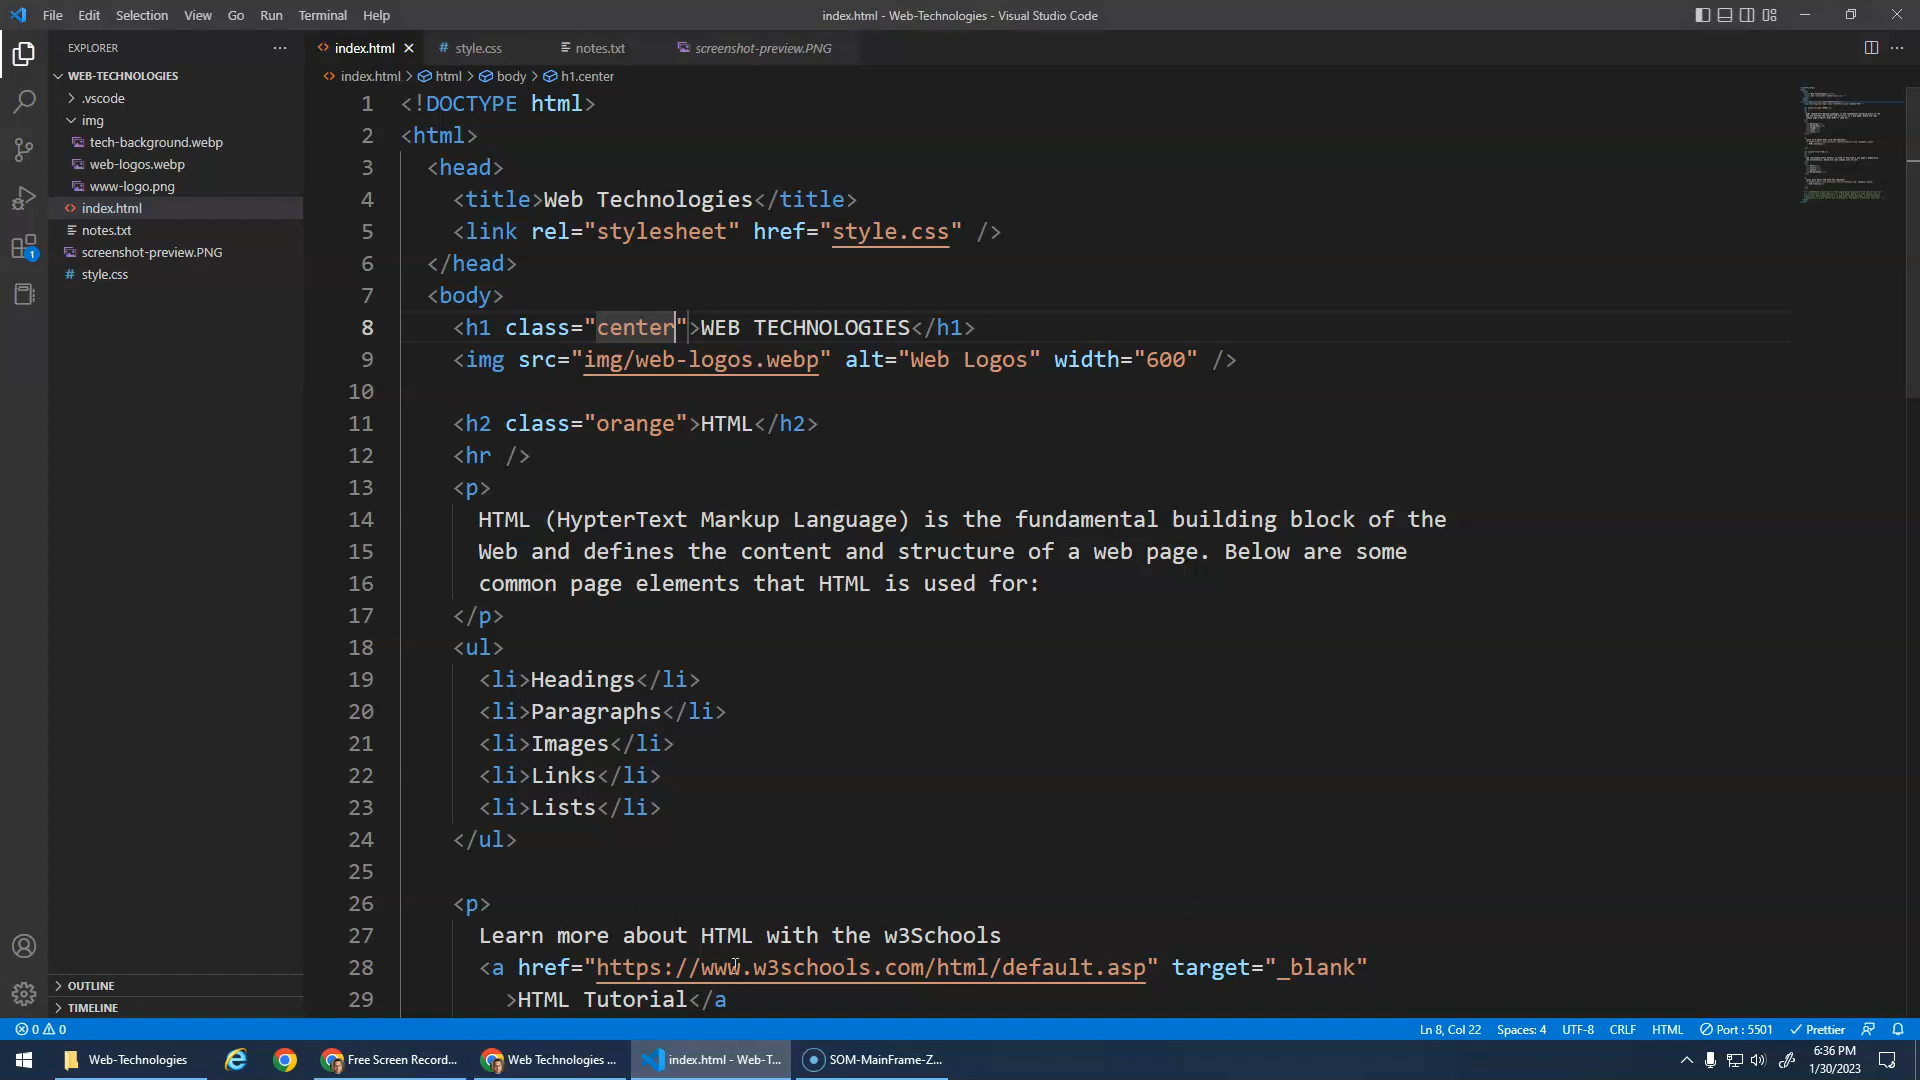 File Edit Selection View Go Run Terminal Help
index.html - Web-Technologies - Visual Studio Code
EXPLORER
WEB-TECHNOLOGIES
.vscode
img
tech-background.webp
web-logos.webp
www-logo.png
index.html
notes.txt
screenshot-preview.PNG
style.css
OUTLINE
TIMELINE
index.html style.css notes.txt screenshot-preview.PNG
index.html > html > body > h1.center
1 <!DOCTYPE html>
2 <html>
3 <head>
4 <title>Web Technologies</title>
5 <link rel="stylesheet" href="style.css" />
6 </head>
7 <body>
8 <h1 class="center">WEB TECHNOLOGIES</h1>
9 <img src="img/web-logos.webp" alt="Web Logos" width="600" />
10
11 <h2 class="orange">HTML</h2>
12 <hr />
13 <p>
14 HTML (HypterText Markup Language) is the fundamental building block of the
15 Web and defines the content and structure of a web page. Below are some
16 common page elements that HTML is used for:
17 </p>
18 <ul>
19 <li>Headings</li>
20 <li>Paragraphs</li>
21 <li>Images</li>
22 <li>Links</li>
23 <li>Lists</li>
24 </ul>
25
26 <p>
27 Learn more about HTML with the w3Schools
28 <a href="https://www.w3schools.com/html/default.asp" target="_blank"
29 >HTML Tutorial</a
0 0 Ln 8, Col 22 Spaces: 4 UTF-8 CRLF HTML Port : 5501 Prettier
Web-Technologies Free Screen Record... Web Technologies ... index.html - Web-T... SOM-MainFrame-Z...
6:36 PM
1/30/2023